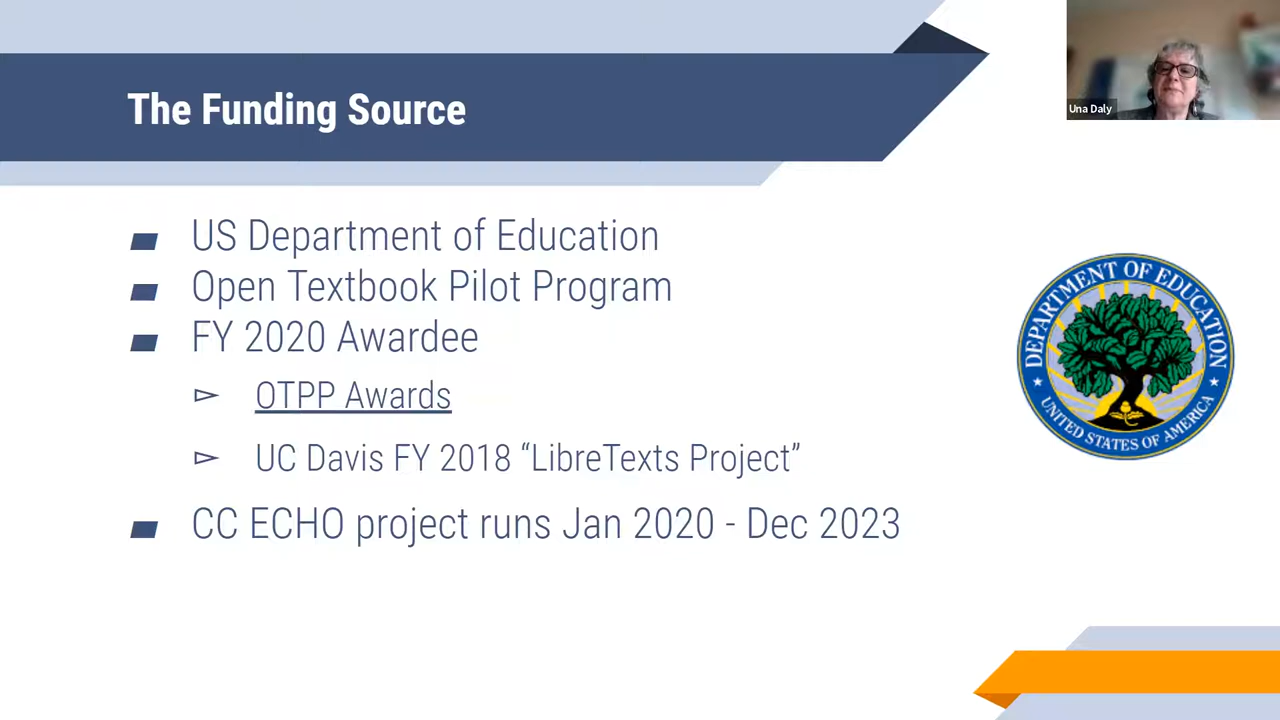 The Funding Source
Una Daly
US Department of Education
Open Textbook Pilot Program
FY 2020 Awardee
OTPP Awards
UC Davis FY 2018 “LibreTexts Project”
CC ECHO project runs Jan 2020 - Dec 2023
DEPARTMENT OF EDUCATION
UNITED STATES OF AMERICA